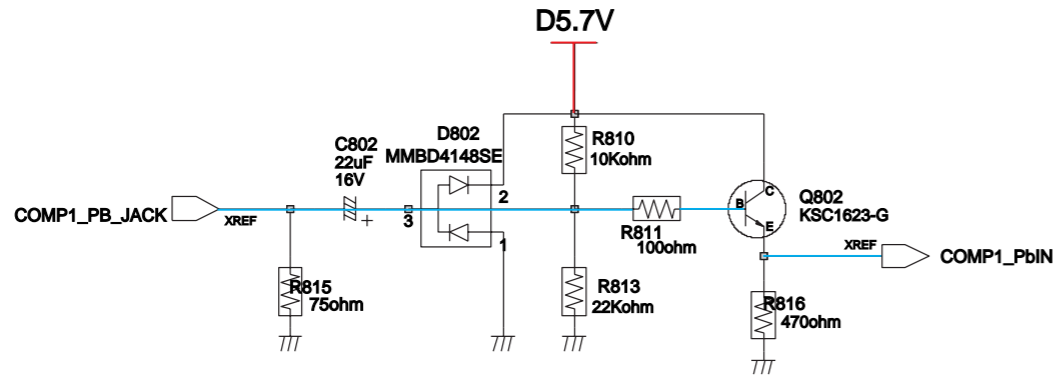 D5.7V
C802
22uF
16V
+
D802
MMBD4148SE
R810
10Kohm
2
3
1
COMP1_PB_JACK
XREF
R811
100ohm
B
C
E
Q802
KSC1623-G
XREF
COMP1_PbIN
R815
75ohm
R813
22Kohm
R816
470ohm